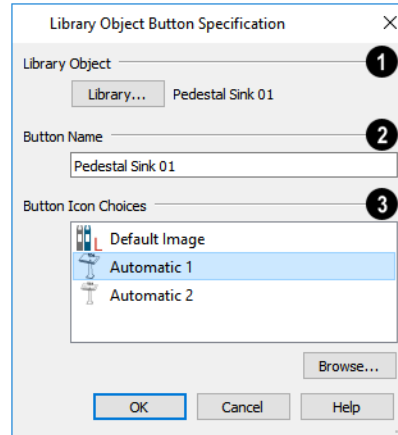 Library Object Button Specification
Library Object 1
Library... Pedestal Sink 01
Button Name 2
Pedestal Sink 01
Button Icon Choices 3
L Default Image
Automatic 1
Automatic 2
Browse...
OK Cancel Help